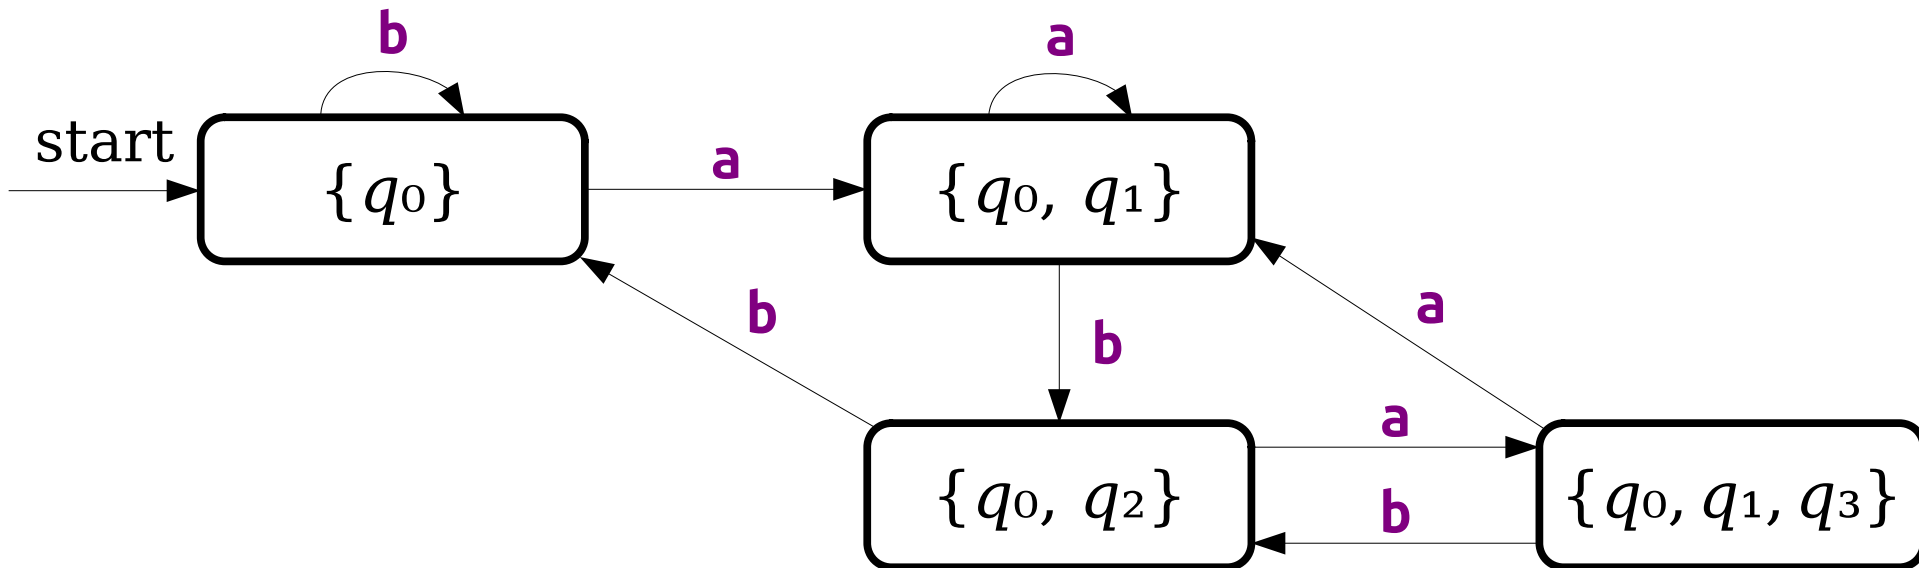 b
a
start
{q₀}
a
{q₀, q₁}
b
b
a
{q₀, q₂}
a
b
{q₀, q₁, q₃}